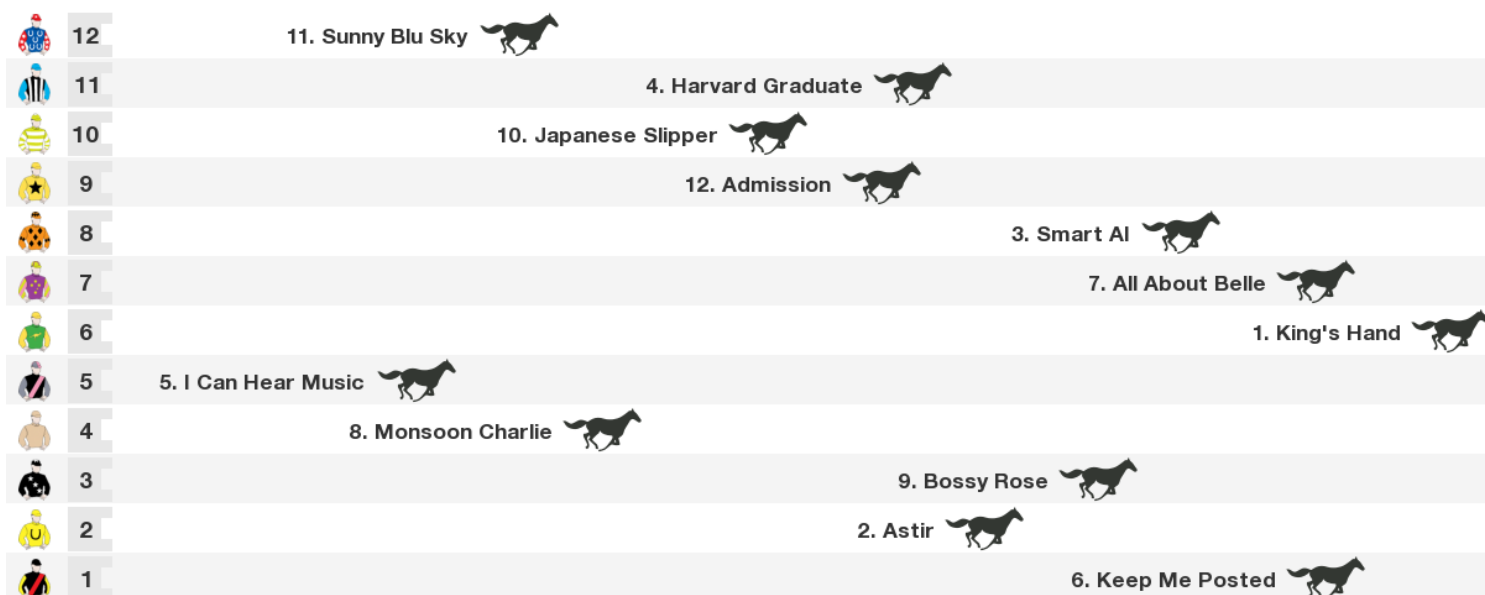 12 11. Sunny Blu Sky
11 4. Harvard Graduate
10 10. Japanese Slipper
9 12. Admission
8 3. Smart Al
7 7. All About Belle
6 1. King's Hand
5 5. I Can Hear Music
4 8. Monsoon Charlie
3 9. Bossy Rose
2 2. Astir
1 6. Keep Me Posted